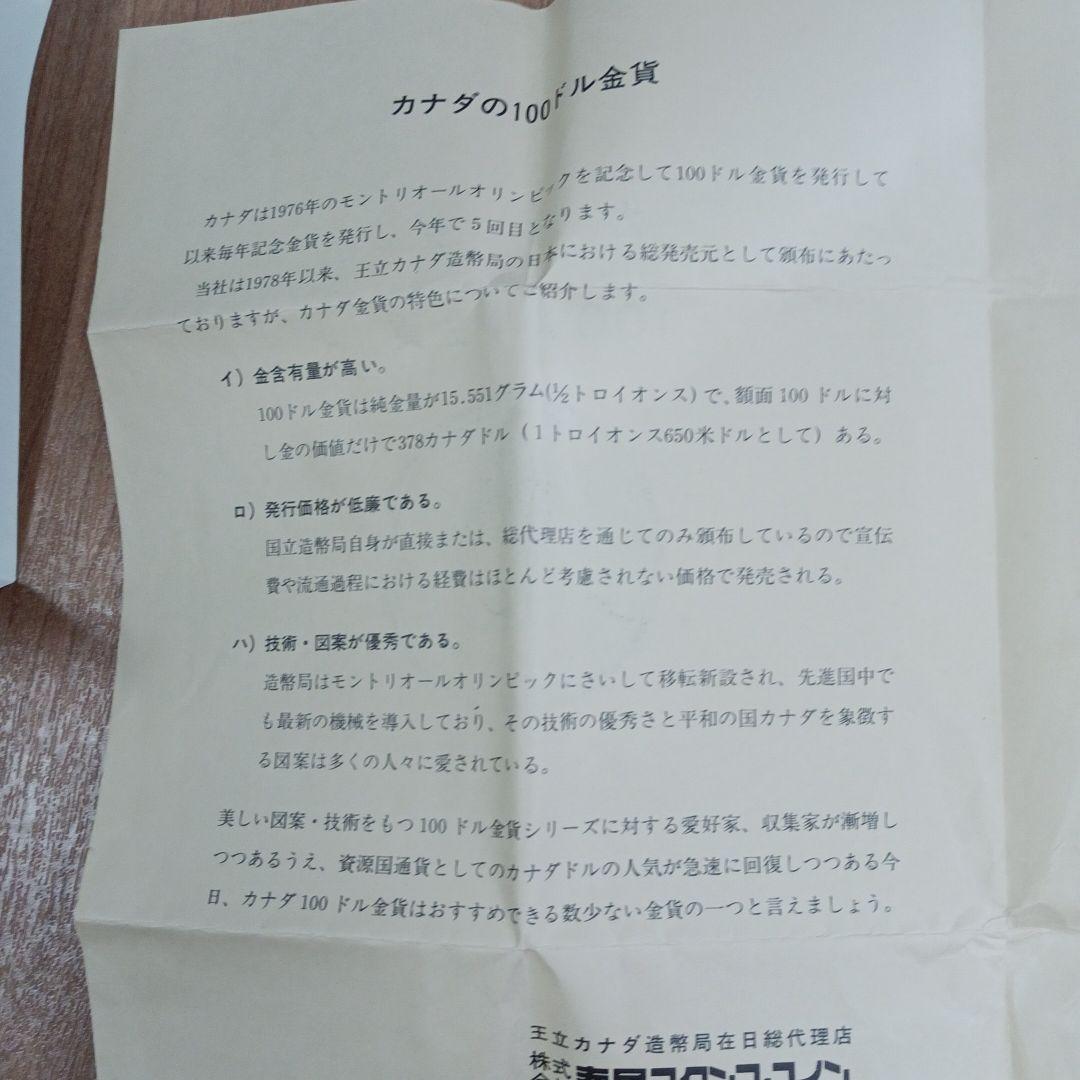 カナダの100ドル金貨
カナダは1976年のモントリオールオリンピックを記念して100ドル金貨を発行して
以来毎年記念金貨を発行し、今年で5回目となります。
当社は1978年以来、王立カナダ造幣局の日本における総発売元として頒布にあたっ
ておりますが、カナダ金貨の特色についてご紹介します。
イ) 金含有量が高い。
100ドル金貨は純金量が15.551グラム(½トロイオンス)で、額面100ドルに対
し金の価値だけで378カナダドル(1トロイオンス650米ドルとして)ある。
ロ) 発行価格が低廉である。
国立造幣局自身が直接または、総代理店を通じてのみ頒布しているので宣伝
費や流通過程における経費はほとんど考慮されない価格で発売される。
ハ) 技術・図案が優秀である。
造幣局はモントリオールオリンピックにさいして移転新設され、先進国中で
も最新の機械を導入しており、その技術の優秀さと平和の国カナダを象徴す
る図案は多くの人々に愛されている。
美しい図案・技術をもつ100ドル金貨シリーズに対する愛好家、収集家が漸増し
つつあるうえ、資源国通貨としてのカナダドルの人気が急速に回復しつつある今
日、カナダ100ドル金貨はおすすめできる数少ない金貨の一つと言えましょう。
王立カナダ造幣局在日総代理店
株式